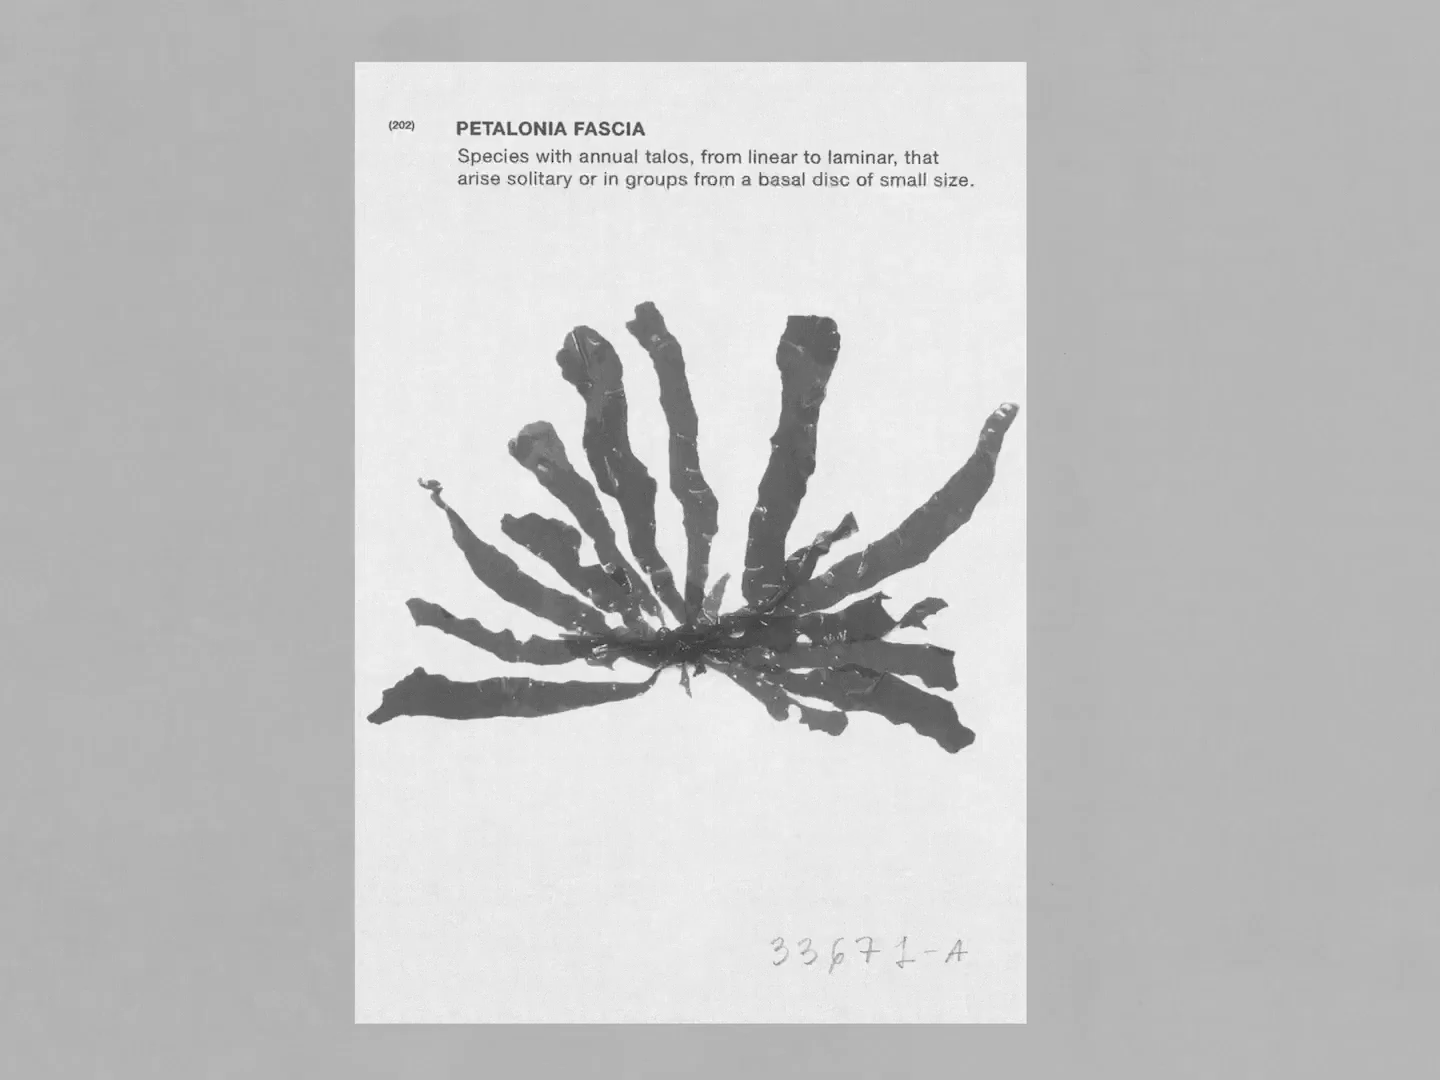 (202) PETALONIA FASCIA
Species with annual talos, from linear to laminar, that
arise solitary or in groups from a basal disc of small size.
33671-A